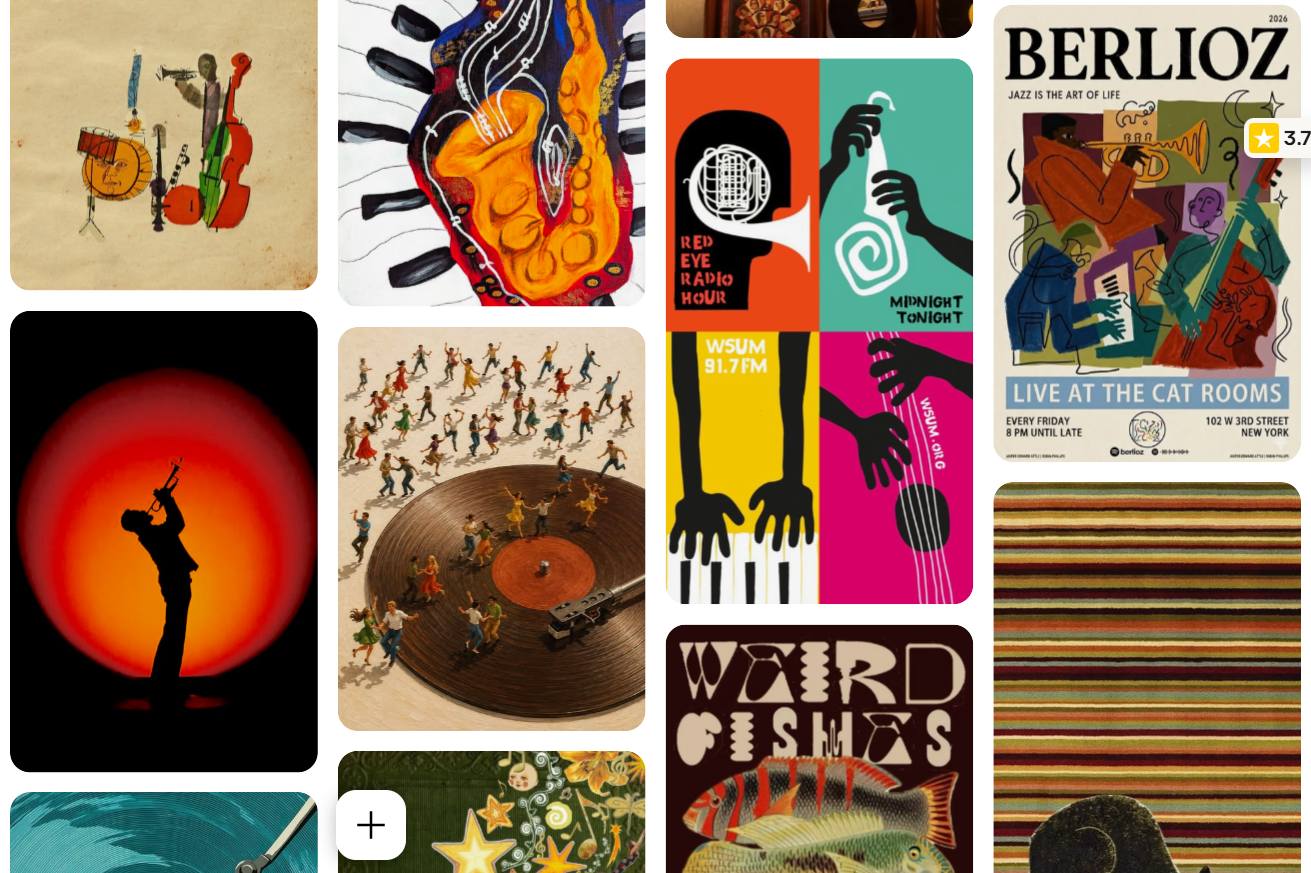 RED
EYE
RADIO
HOUR
MIDNIGHT
TONIGHT
WSUM
91.7FM
WSUM.ORG
WEIRD
FISHES
2026
BERLIOZ
JAZZ IS THE ART OF LIFE
3.7
LIVE AT THE CAT ROOMS
EVERY FRIDAY
8 PM UNTIL LATE
102 W 3RD STREET
NEW YORK
berlioz